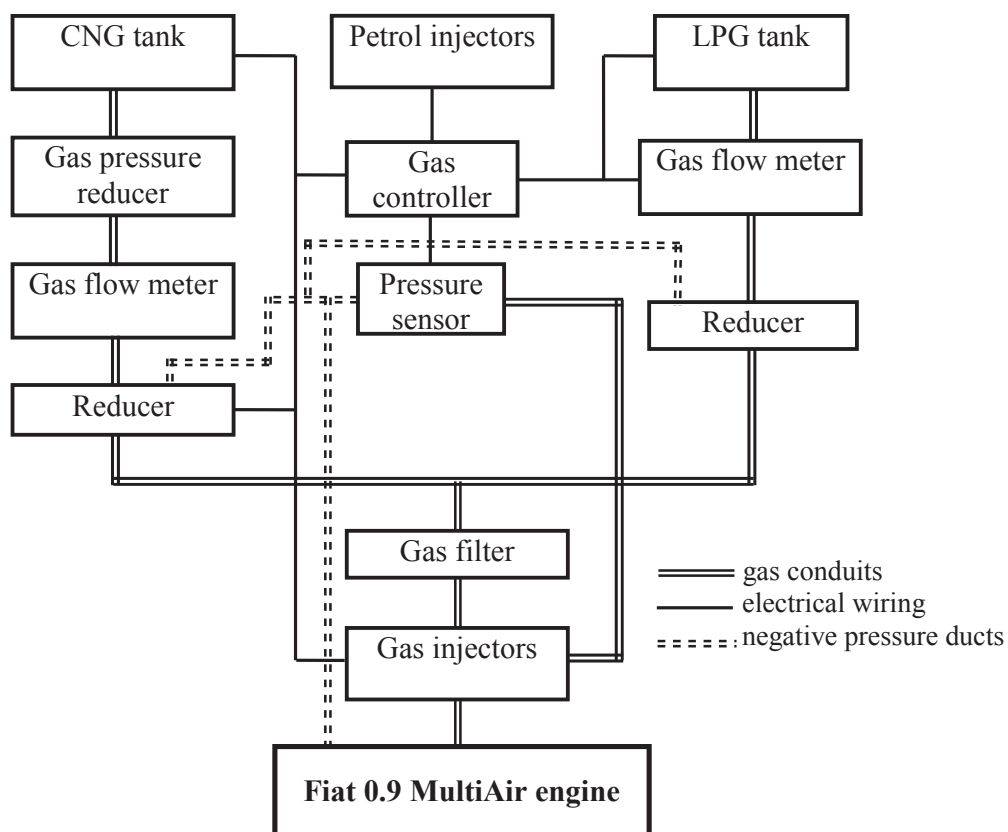 CNG tank
Petrol injectors
LPG tank
Gas pressure
reducer
Gas
controller
Gas flow meter
Gas flow meter
Pressure
sensor
Reducer
Reducer
Gas filter
Gas injectors
gas conduits
electrical wiring
negative pressure ducts
Fiat 0.9 MultiAir engine